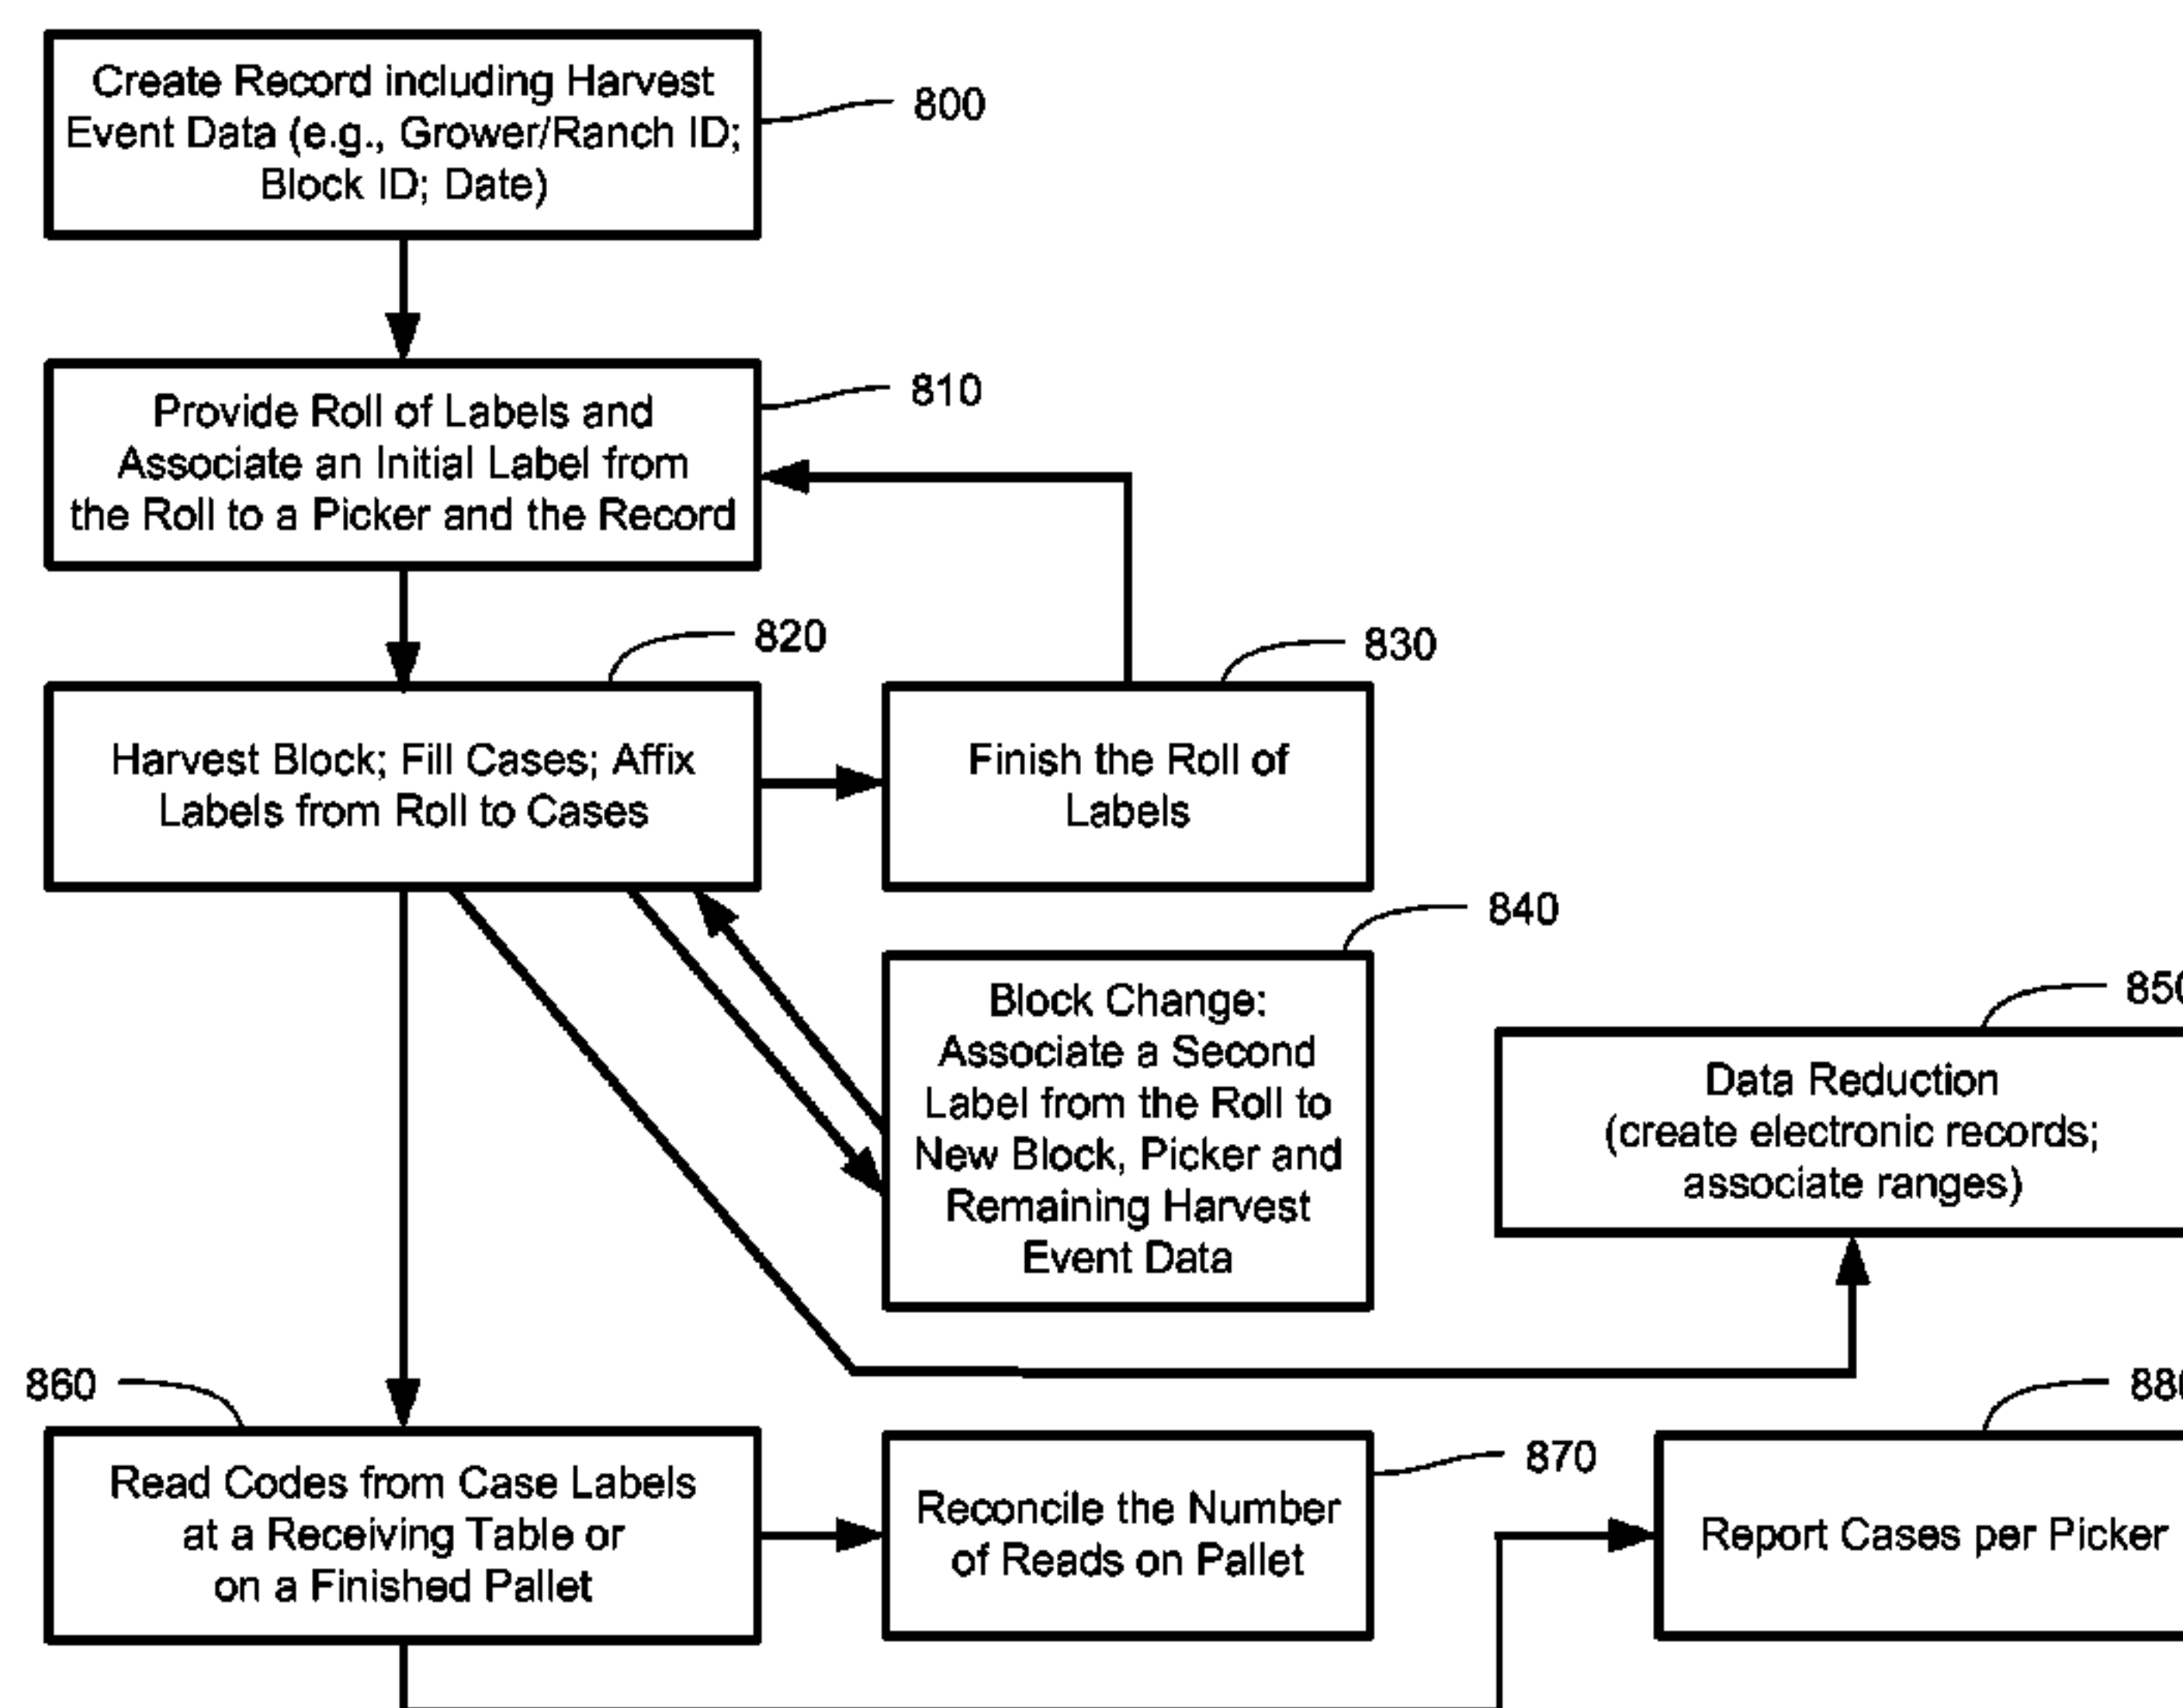 Create Record including Harvest
Event Data (e.g., Grower/Ranch ID;
Block ID; Date)
800
Provide Roll of Labels and
Associate an Initial Label from
the Roll to a Picker and the Record
810
820
Harvest Block; Fill Cases; Affix
Labels from Roll to Cases
830
Finish the Roll of
Labels
840
Block Change:
Associate a Second
Label from the Roll to
New Block, Picker and
Remaining Harvest
Event Data
850
Data Reduction
(create electronic records;
associate ranges)
860
Read Codes from Case Labels
at a Receiving Table or
on a Finished Pallet
870
Reconcile the Number
of Reads on Pallet
880
Report Cases per Picker